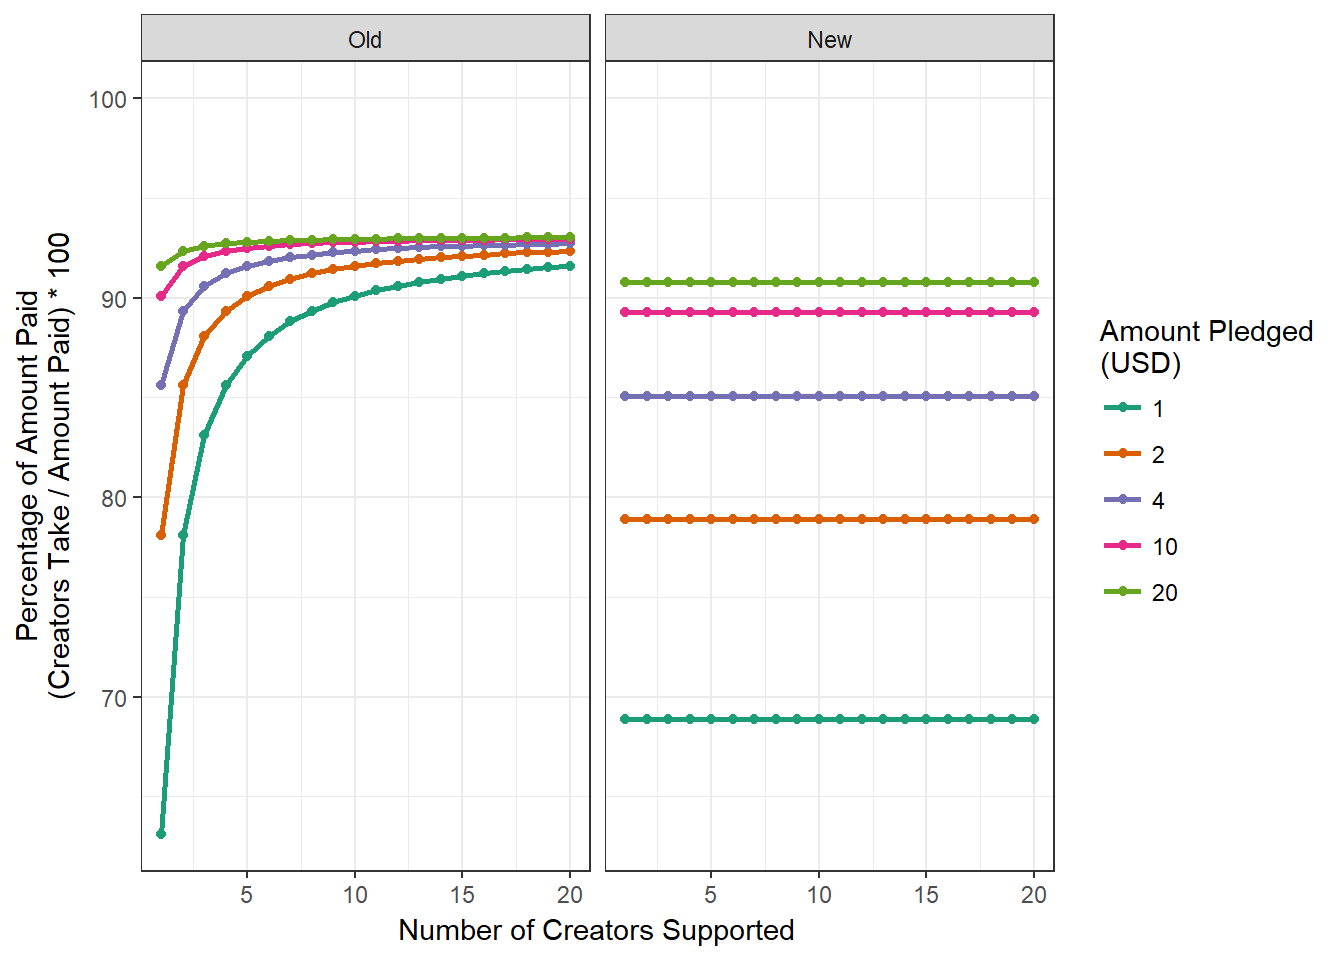 Old
New
100
90
80
70
Percentage of Amount Paid
(Creators Take / Amount Paid) * 100
5
10
15
20
5
10
15
20
Number of Creators Supported
Amount Pledged
(USD)
1
2
4
10
20